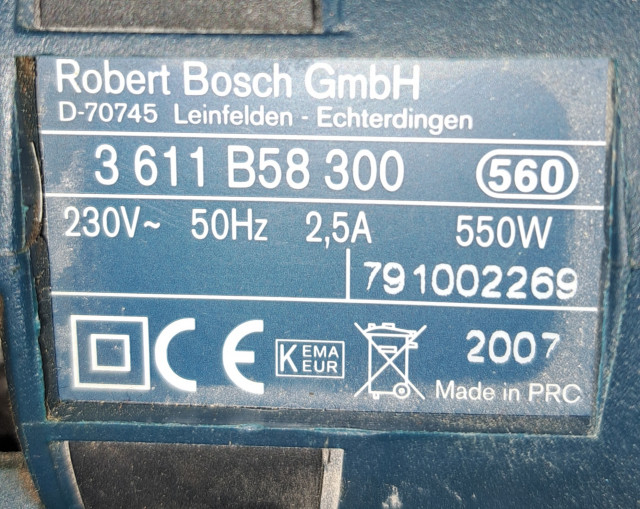 Robert Bosch GmbH
D-70745 Leinfelden - Echterdingen
3 611 B58 300 560
230V~ 50Hz 2,5A 550W
791002269
CE KEMA EUR 2007
Made in PRC